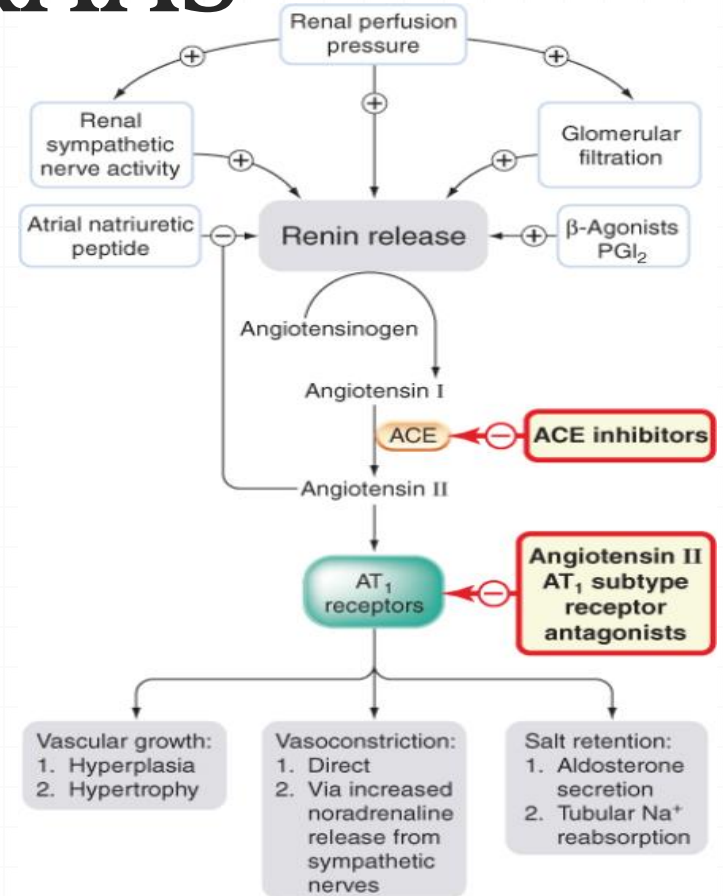 RAAAS
Renal perfusion
pressure
+
+
+
Renal
sympathetic
nerve activity
+
Glomerular
filtration
+
Atrial natriuretic
peptide
−
Renin release
+
β-Agonists
PGI₂
Angiotensinogen
Angiotensin I
ACE
−
ACE inhibitors
Angiotensin II
AT₁
receptors
−
Angiotensin II
AT₁ subtype
receptor
antagonists
Vascular growth:
1. Hyperplasia
2. Hypertrophy
Vasoconstriction:
1. Direct
2. Via increased
noradrenaline
release from
sympathetic
nerves
Salt retention:
1. Aldosterone
secretion
2. Tubular Na⁺
reabsorption